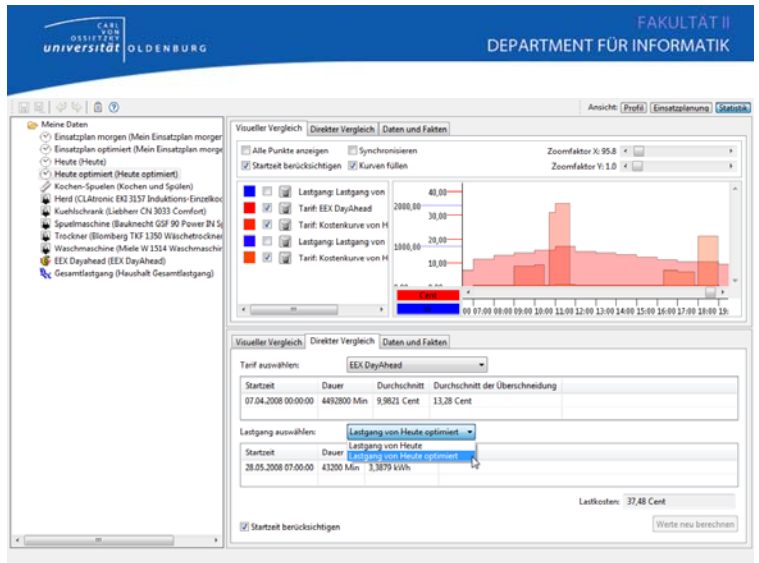 CARL
VON
OSSIETZKY
universität OLDENBURG
FAKULTÄT II
DEPARTMENT FÜR INFORMATIK
Ansicht: Profil Einsatzplanung Statistik
Meine Daten
Einsatzplan morgen (Mein Einsatzplan morger
Einsatzplan optimiert (Mein Einsatzplan morge
Heute (Heute)
Heute optimiert (Heute optimiert)
Kochen-Spuelen (Kochen und Spülen)
Herd (CLAtronic EKI 3157 Induktions-Einzelkoc
Kuehlschrank (Liebherr CN 3033 Comfort)
Spuelmaschine (Bauknecht GSF 90 Power IN Sp
Trockner (Blomberg TKF 1350 Wäschetrockner
Waschmaschine (Miele W 1514 Waschmaschir
EEX Dayahead (EEX DayAhead)
Gesamtlastgang (Haushalt Gesamtlastgang)
Visueller Vergleich Direkter Vergleich Daten und Fakten
Alle Punkte anzeigen Synchronisieren Zoomfaktor X: 95.8
Startzeit berücksichtigen Kurven füllen Zoomfaktor Y: 1.0
Lastgang: Lastgang von
Tarif: EEX DayAhead
Tarif: Kostenkurve von H
Lastgang: Lastgang von
Tarif: Kostenkurve von H
40,00
2000,00
30,00
20,00
1000,00
10,00
Cent
00 07:00 08:00 09:00 10:00 11:00 12:00 13:00 14:00 15:00 16:00 17:00 18:00 19:
Visueller Vergleich Direkter Vergleich Daten und Fakten
Tarif auswählen: EEX DayAhead
Startzeit Dauer Durchschnitt Durchschnitt der Überschneidung
07.04.2008 00:00:00 4492800 Min 9,9821 Cent 13,28 Cent
Lastgang auswählen: Lastgang von Heute optimiert
Lastgang von Heute
Lastgang von Heute optimiert
Startzeit Dauer
28.05.2008 07:00:00 43200 Min 3,3879 kWh
Lastkosten: 37,48 Cent
Startzeit berücksichtigen Werte neu berechnen